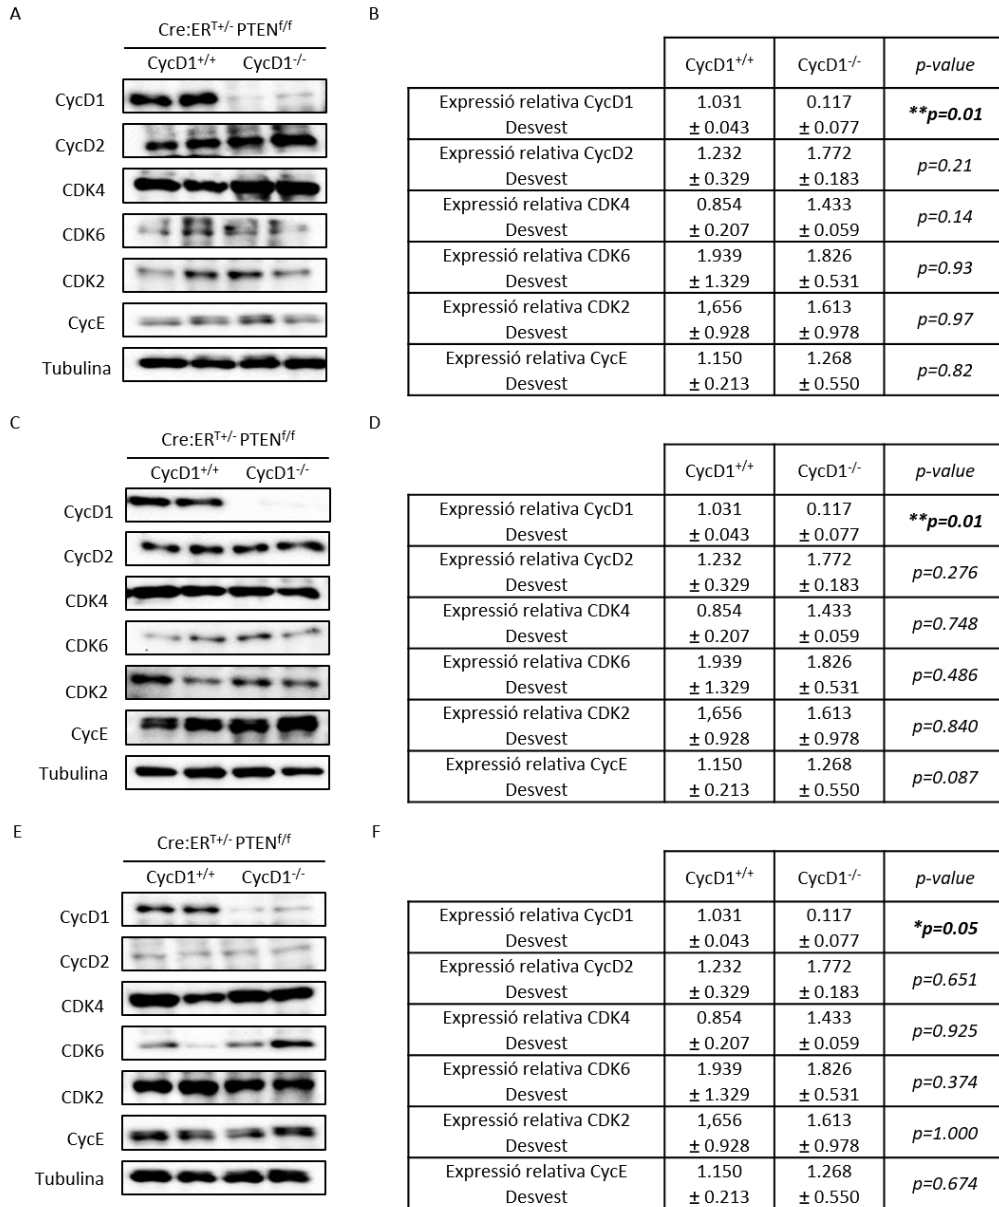 A
Cre:ERT+/- PTENf/f
CycD1+/+ CycD1-/-
CycD1
CycD2
CDK4
CDK6
CDK2
CycE
Tubulina
B
CycD1+/+ CycD1-/- p-value
Expressió relativa CycD1 1.031 0.117 **p=0.01
Desvest ± 0.043 ± 0.077
Expressió relativa CycD2 1.232 1.772 p=0.21
Desvest ± 0.329 ± 0.183
Expressió relativa CDK4 0.854 1.433 p=0.14
Desvest ± 0.207 ± 0.059
Expressió relativa CDK6 1.939 1.826 p=0.93
Desvest ± 1.329 ± 0.531
Expressió relativa CDK2 1,656 1.613 p=0.97
Desvest ± 0.928 ± 0.978
Expressió relativa CycE 1.150 1.268 p=0.82
Desvest ± 0.213 ± 0.550
C
Cre:ERT+/- PTENf/f
CycD1+/+ CycD1-/-
CycD1
CycD2
CDK4
CDK6
CDK2
CycE
Tubulina
D
CycD1+/+ CycD1-/- p-value
Expressió relativa CycD1 1.031 0.117 **p=0.01
Desvest ± 0.043 ± 0.077
Expressió relativa CycD2 1.232 1.772 p=0.276
Desvest ± 0.329 ± 0.183
Expressió relativa CDK4 0.854 1.433 p=0.748
Desvest ± 0.207 ± 0.059
Expressió relativa CDK6 1.939 1.826 p=0.486
Desvest ± 1.329 ± 0.531
Expressió relativa CDK2 1,656 1.613 p=0.840
Desvest ± 0.928 ± 0.978
Expressió relativa CycE 1.150 1.268 p=0.087
Desvest ± 0.213 ± 0.550
E
Cre:ERT+/- PTENf/f
CycD1+/+ CycD1-/-
CycD1
CycD2
CDK4
CDK6
CDK2
CycE
Tubulina
F
CycD1+/+ CycD1-/- p-value
Expressió relativa CycD1 1.031 0.117 *p=0.05
Desvest ± 0.043 ± 0.077
Expressió relativa CycD2 1.232 1.772 p=0.651
Desvest ± 0.329 ± 0.183
Expressió relativa CDK4 0.854 1.433 p=0.925
Desvest ± 0.207 ± 0.059
Expressió relativa CDK6 1.939 1.826 p=0.374
Desvest ± 1.329 ± 0.531
Expressió relativa CDK2 1,656 1.613 p=1.000
Desvest ± 0.928 ± 0.978
Expressió relativa CycE 1.150 1.268 p=0.674
Desvest ± 0.213 ± 0.550